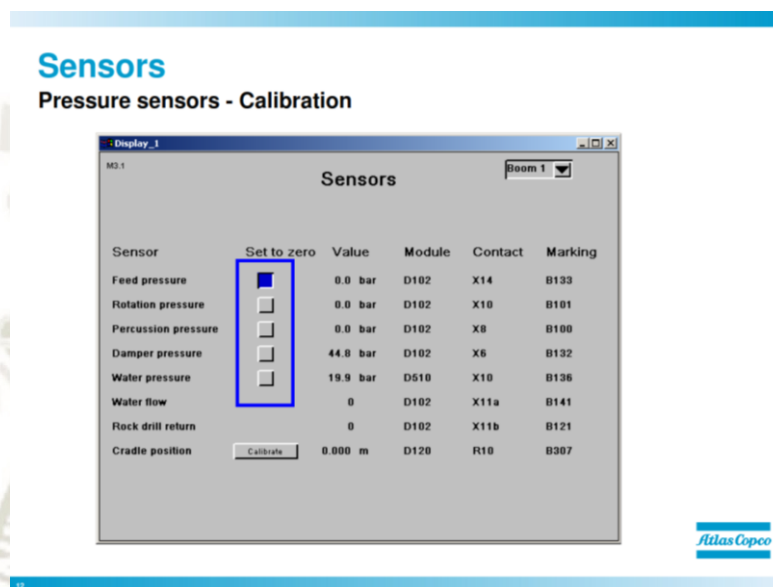 Sensors
Pressure sensors - Calibration
Display_1
M3.1
Sensors
Boom 1
Sensor Set to zero Value Module Contact Marking
Feed pressure 0.0 bar D102 X14 B133
Rotation pressure 0.0 bar D102 X10 B101
Percussion pressure 0.0 bar D102 X8 B100
Damper pressure 44.8 bar D102 X6 B132
Water pressure 19.9 bar D510 X10 B136
Water flow 0 D102 X11a B141
Rock drill return 0 D102 X11b B121
Cradle position Calibrate 0.000 m D120 R10 B307
Atlas Copco